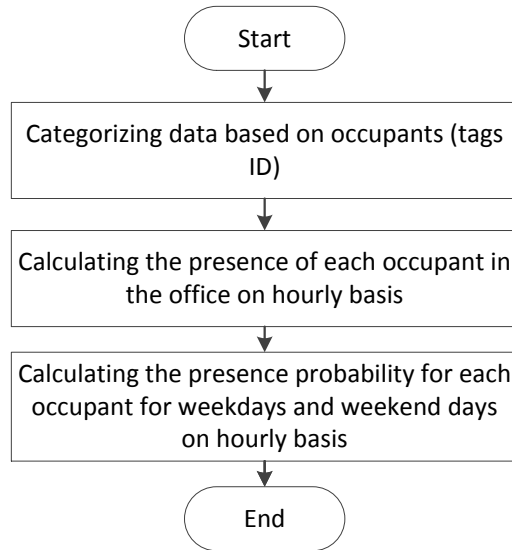 Start
Categorizing data based on occupants (tags
ID)
Calculating the presence of each occupant in
the office on hourly basis
Calculating the presence probability for each
occupant for weekdays and weekend days
on hourly basis
End